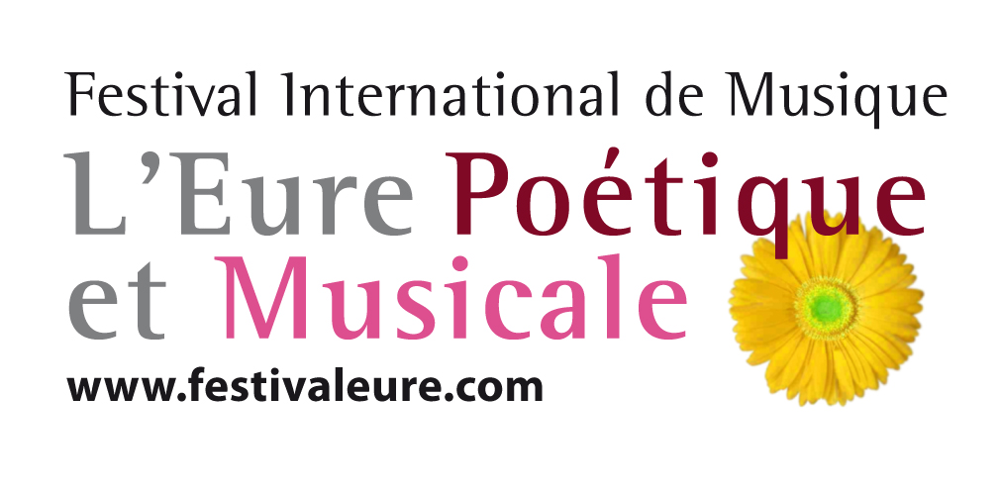 Festival International de Musique
L’Eure Poétique
et Musicale
www.festivaleure.com